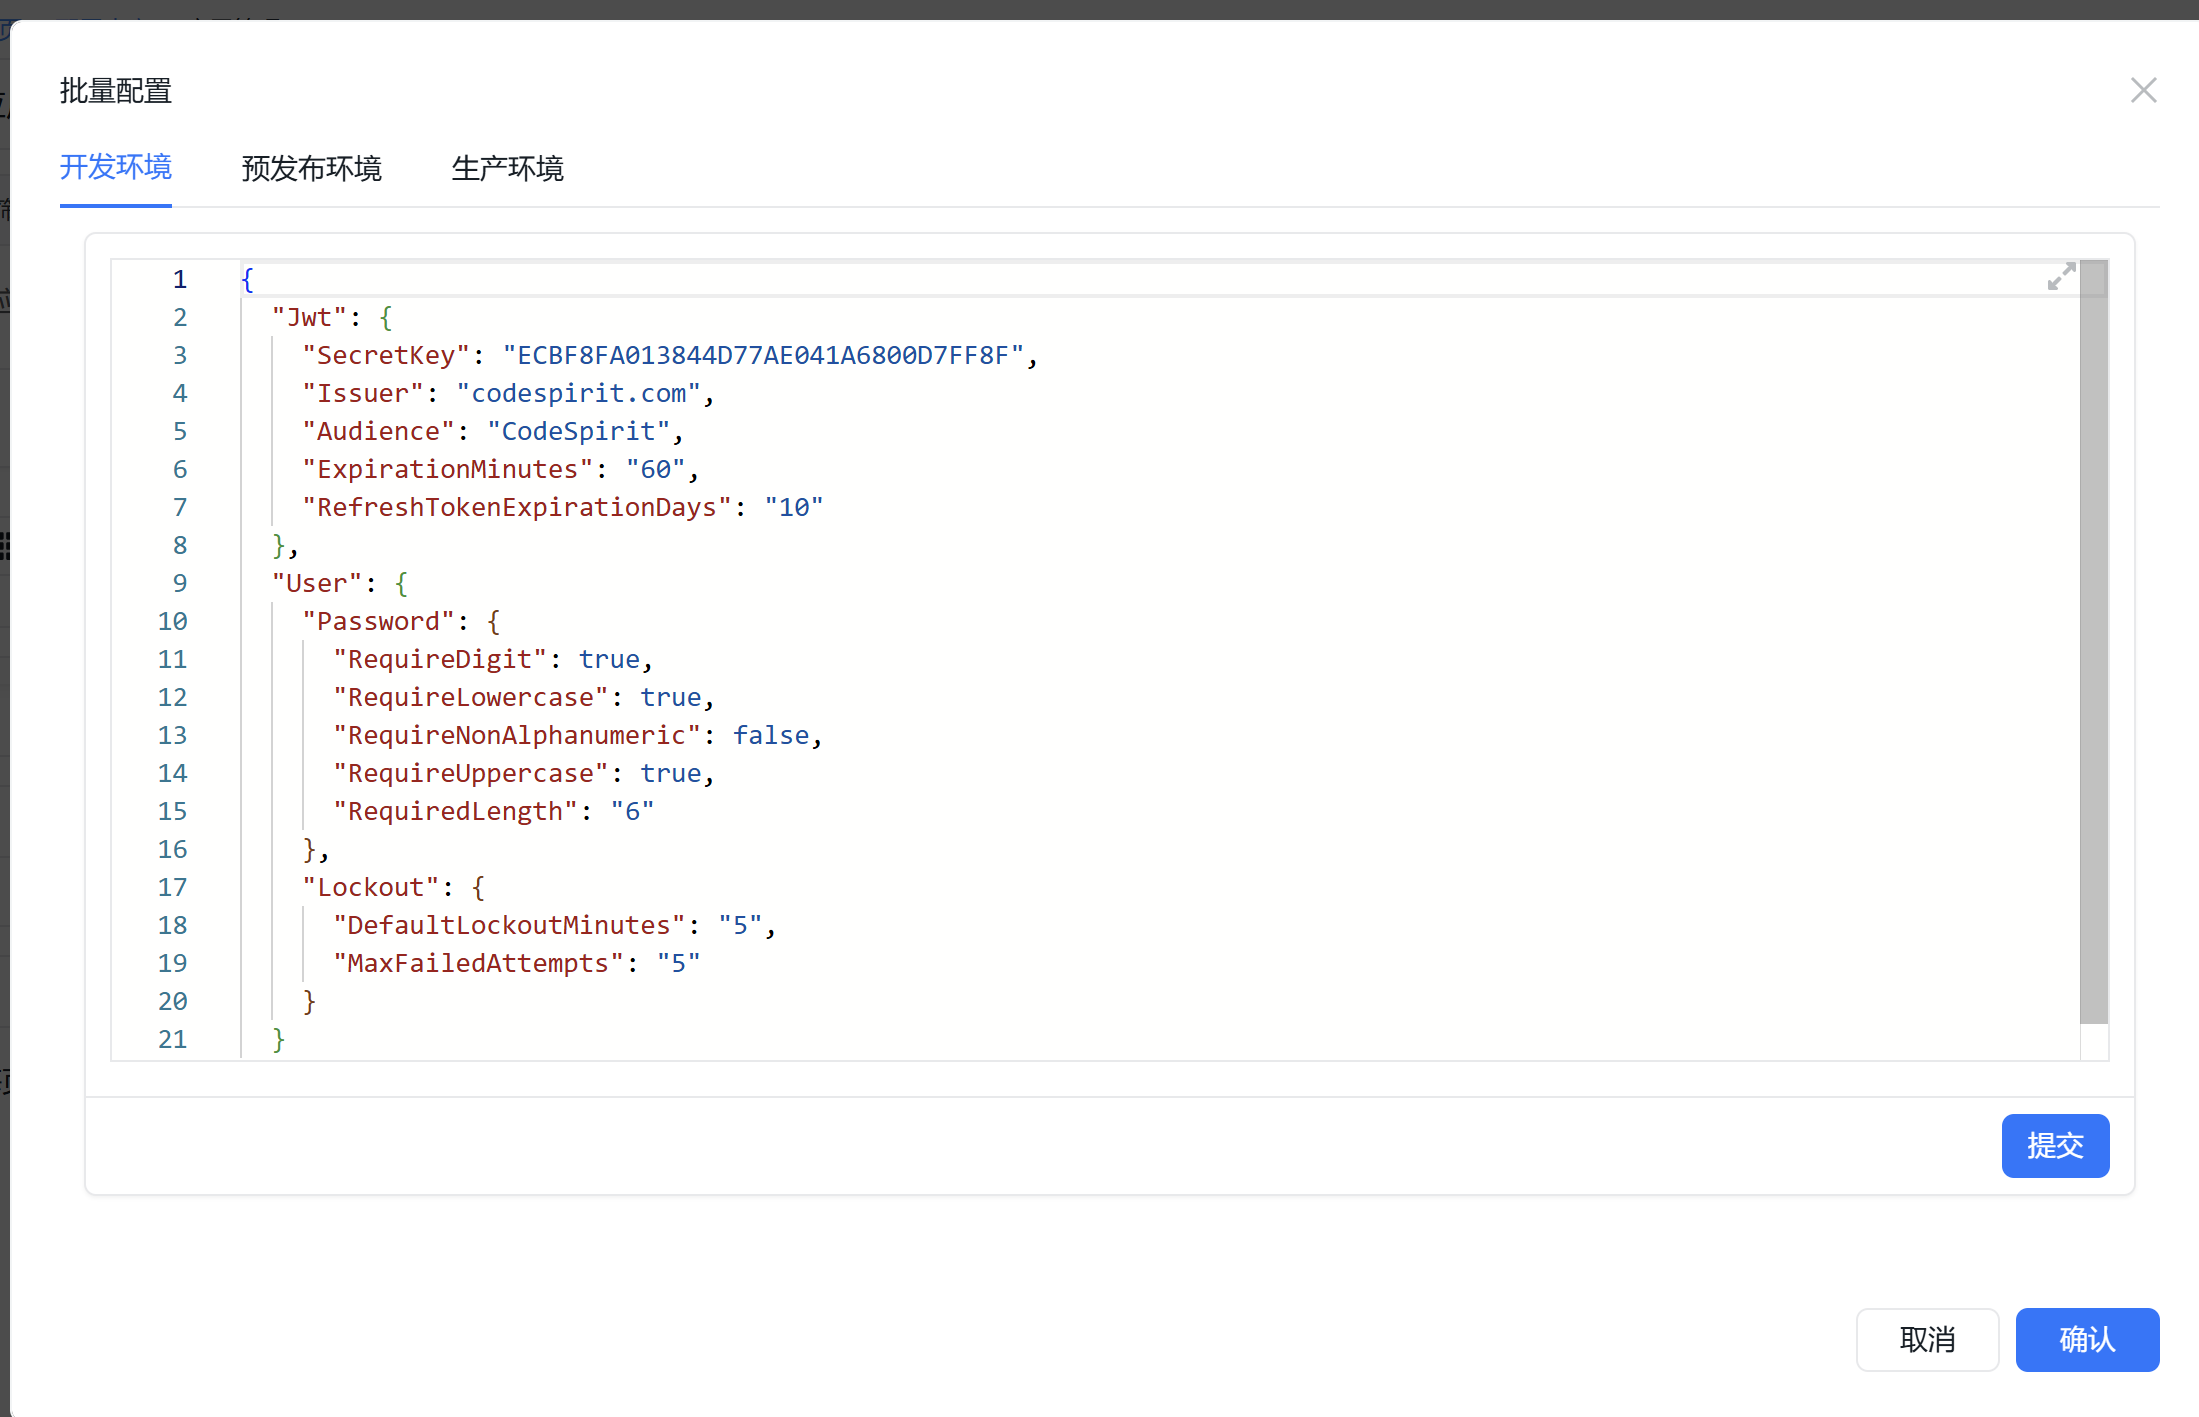 批量配置
开发环境 预发布环境 生产环境
1 {
2 "Jwt": {
3 "SecretKey": "ECBF8FA013844D77AE041A6800D7FF8F",
4 "Issuer": "codespirit.com",
5 "Audience": "CodeSpirit",
6 "ExpirationMinutes": "60",
7 "RefreshTokenExpirationDays": "10"
8 },
9 "User": {
10 "Password": {
11 "RequireDigit": true,
12 "RequireLowercase": true,
13 "RequireNonAlphanumeric": false,
14 "RequireUppercase": true,
15 "RequiredLength": "6"
16 },
17 "Lockout": {
18 "DefaultLockoutMinutes": "5",
19 "MaxFailedAttempts": "5"
20 }
21 }
提交
取消 确认